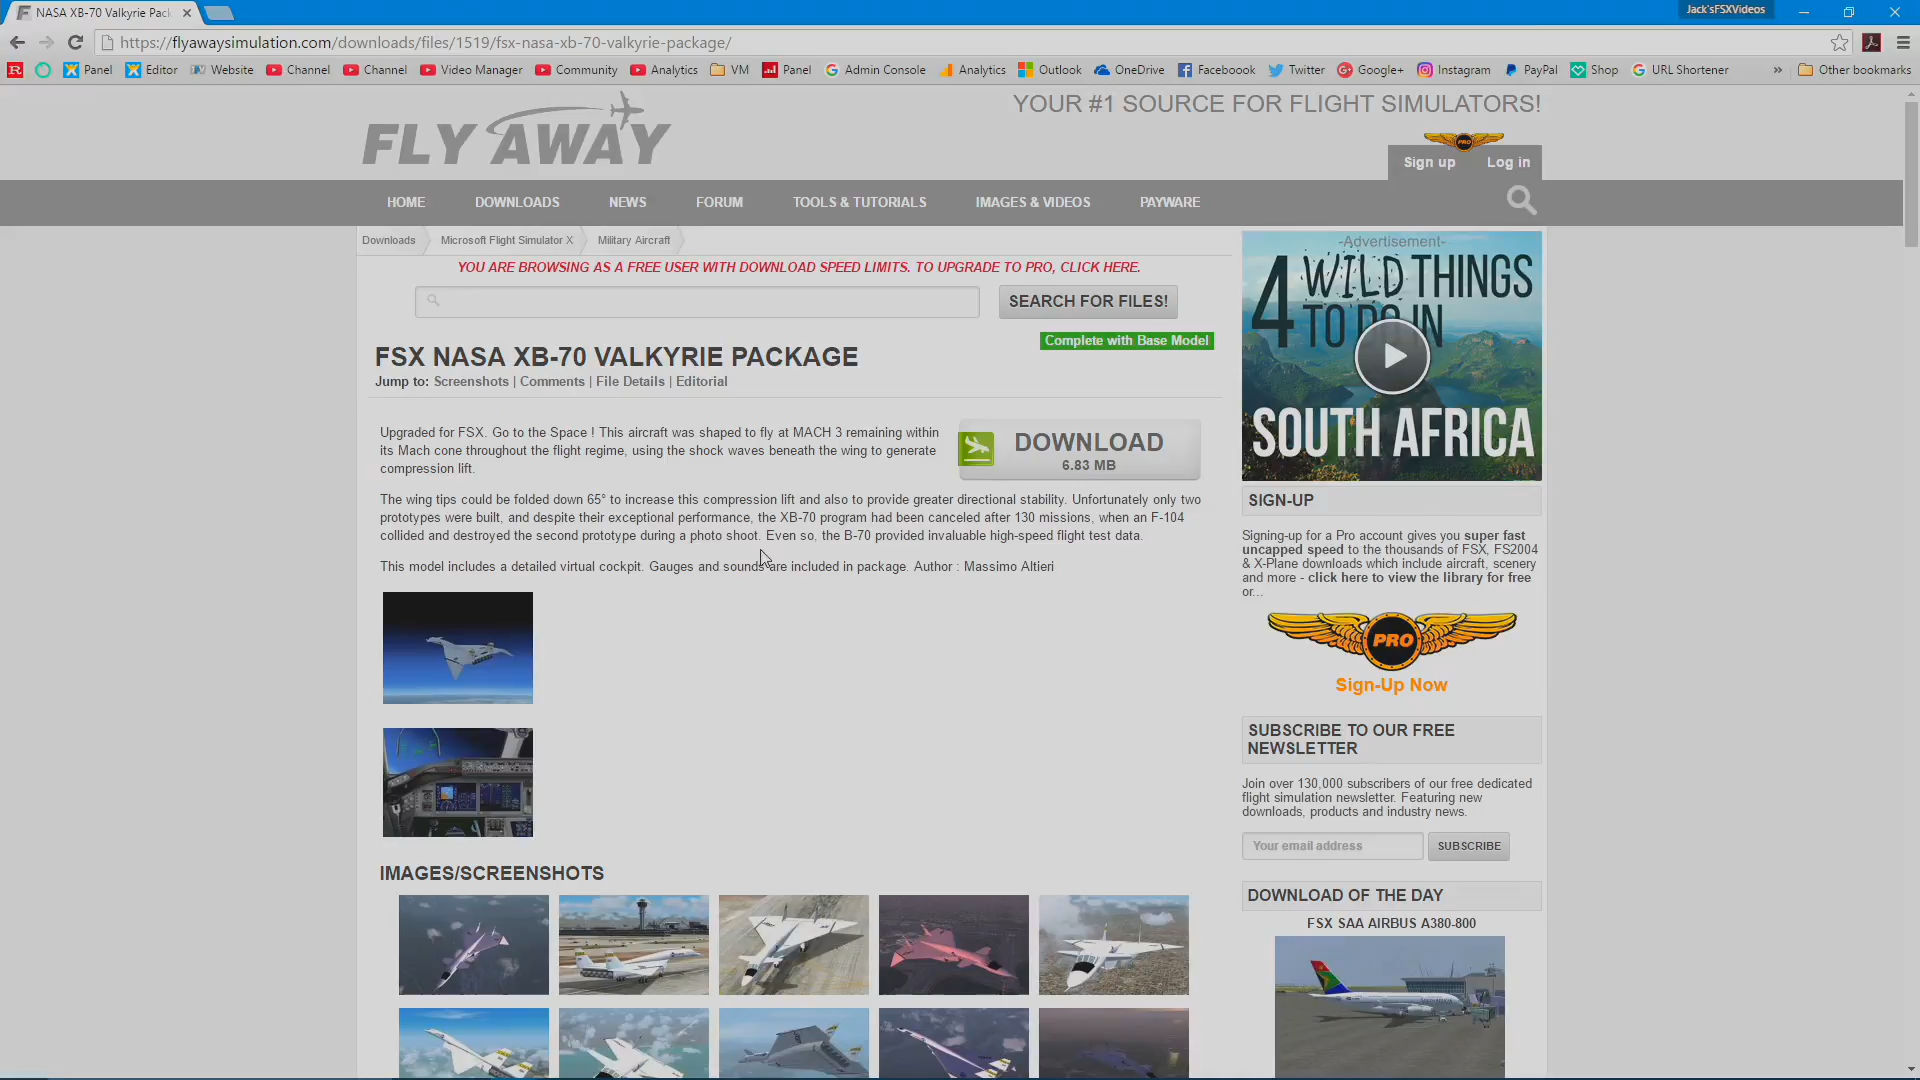 NASA XB-70 Valkyrie Pack
Jack'sFSXVideos
https://flyawaysimulation.com/downloads/files/1519/fsx-nasa-xb-70-valkyrie-package/
Panel Editor Website Channel Channel Video Manager Community Analytics VM Panel Admin Console Analytics Outlook OneDrive Faceboook Twitter Google+ Instagram PayPal Shop URL Shortener » Other bookmarks
FLY AWAY
YOUR #1 SOURCE FOR FLIGHT SIMULATORS!
PRO
Sign up Log in
HOME DOWNLOADS NEWS FORUM TOOLS & TUTORIALS IMAGES & VIDEOS PAYWARE
Downloads Microsoft Flight Simulator X Military Aircraft
YOU ARE BROWSING AS A FREE USER WITH DOWNLOAD SPEED LIMITS. TO UPGRADE TO PRO, CLICK HERE.
SEARCH FOR FILES!
Complete with Base Model
FSX NASA XB-70 VALKYRIE PACKAGE
Jump to: Screenshots | Comments | File Details | Editorial
Upgraded for FSX. Go to the Space ! This aircraft was shaped to fly at MACH 3 remaining within
its Mach cone throughout the flight regime, using the shock waves beneath the wing to generate
compression lift.
DOWNLOAD
6.83 MB
The wing tips could be folded down 65° to increase this compression lift and also to provide greater directional stability. Unfortunately only two
prototypes were built, and despite their exceptional performance, the XB-70 program had been canceled after 130 missions, when an F-104
collided and destroyed the second prototype during a photo shoot. Even so, the B-70 provided invaluable high-speed flight test data.
This model includes a detailed virtual cockpit. Gauges and sounds are included in package. Author : Massimo Altieri
IMAGES/SCREENSHOTS
-Advertisement-
4 WILD THINGS
TO DO IN
SOUTH AFRICA
SIGN-UP
Signing-up for a Pro account gives you super fast
uncapped speed to the thousands of FSX, FS2004
& X-Plane downloads which include aircraft, scenery
and more - click here to view the library for free
or...
PRO
Sign-Up Now
SUBSCRIBE TO OUR FREE
NEWSLETTER
Join over 130,000 subscribers of our free dedicated
flight simulation newsletter. Featuring new
downloads, products and industry news.
Your email address SUBSCRIBE
DOWNLOAD OF THE DAY
FSX SAA AIRBUS A380-800